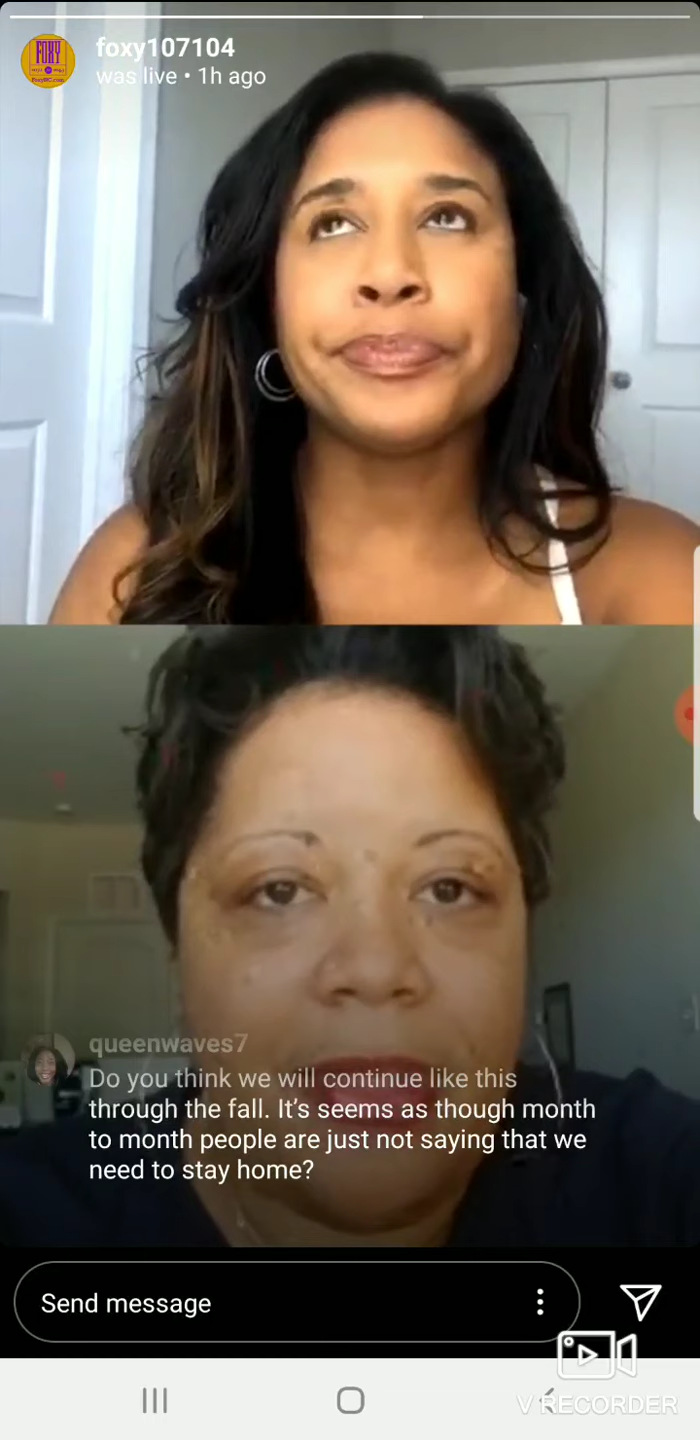 foxy107104
was live • 1h ago
FOXY
queenwaves7
Do you think we will continue like this
through the fall. It's seems as though month
to month people are just not saying that we
need to stay home?
Send message
V RECORDER